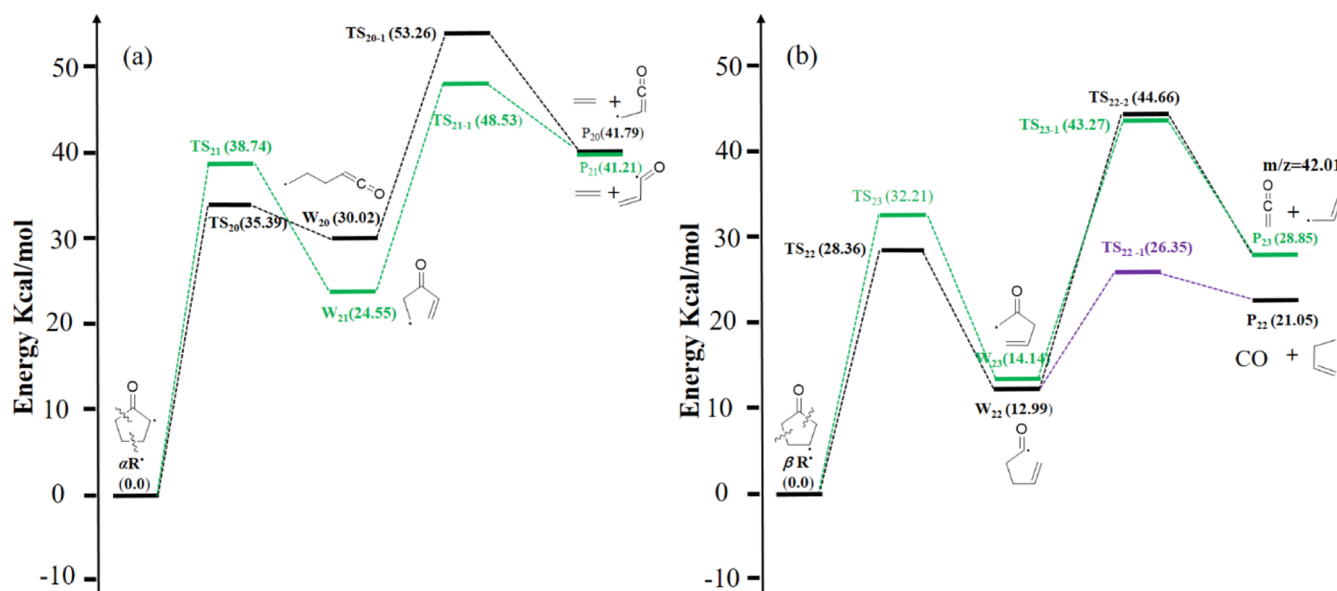 (a)
Energy Kcal/mol
50
40
30
20
10
0
-10
TS20-1 (53.26)
TS21-1 (48.53)
TS21 (38.74)
TS20(35.39)
W20 (30.02)
W21(24.55)
O
O
O
+
P20(41.79)
P21(41.21)
+
O
O
αR•
(0.0)
(b)
Energy Kcal/mol
50
40
30
20
10
0
-10
TS22-2 (44.66)
TS23-1 (43.27)
m/z=42.01
TS23 (32.21)
TS22 (28.36)
TS22-1 (26.35)
O
+
P23(28.85)
P22 (21.05)
CO +
O
W23(14.14)
W22 (12.99)
O
O
β R•
(0.0)